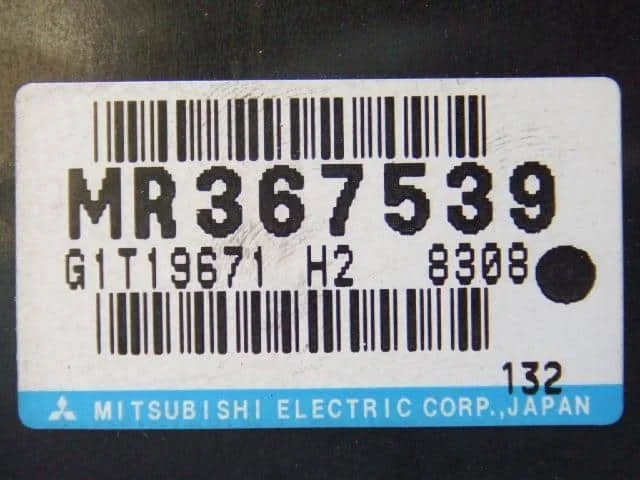 MR367539
G1T19671 H2 8308
132
MITSUBISHI ELECTRIC CORP.,JAPAN